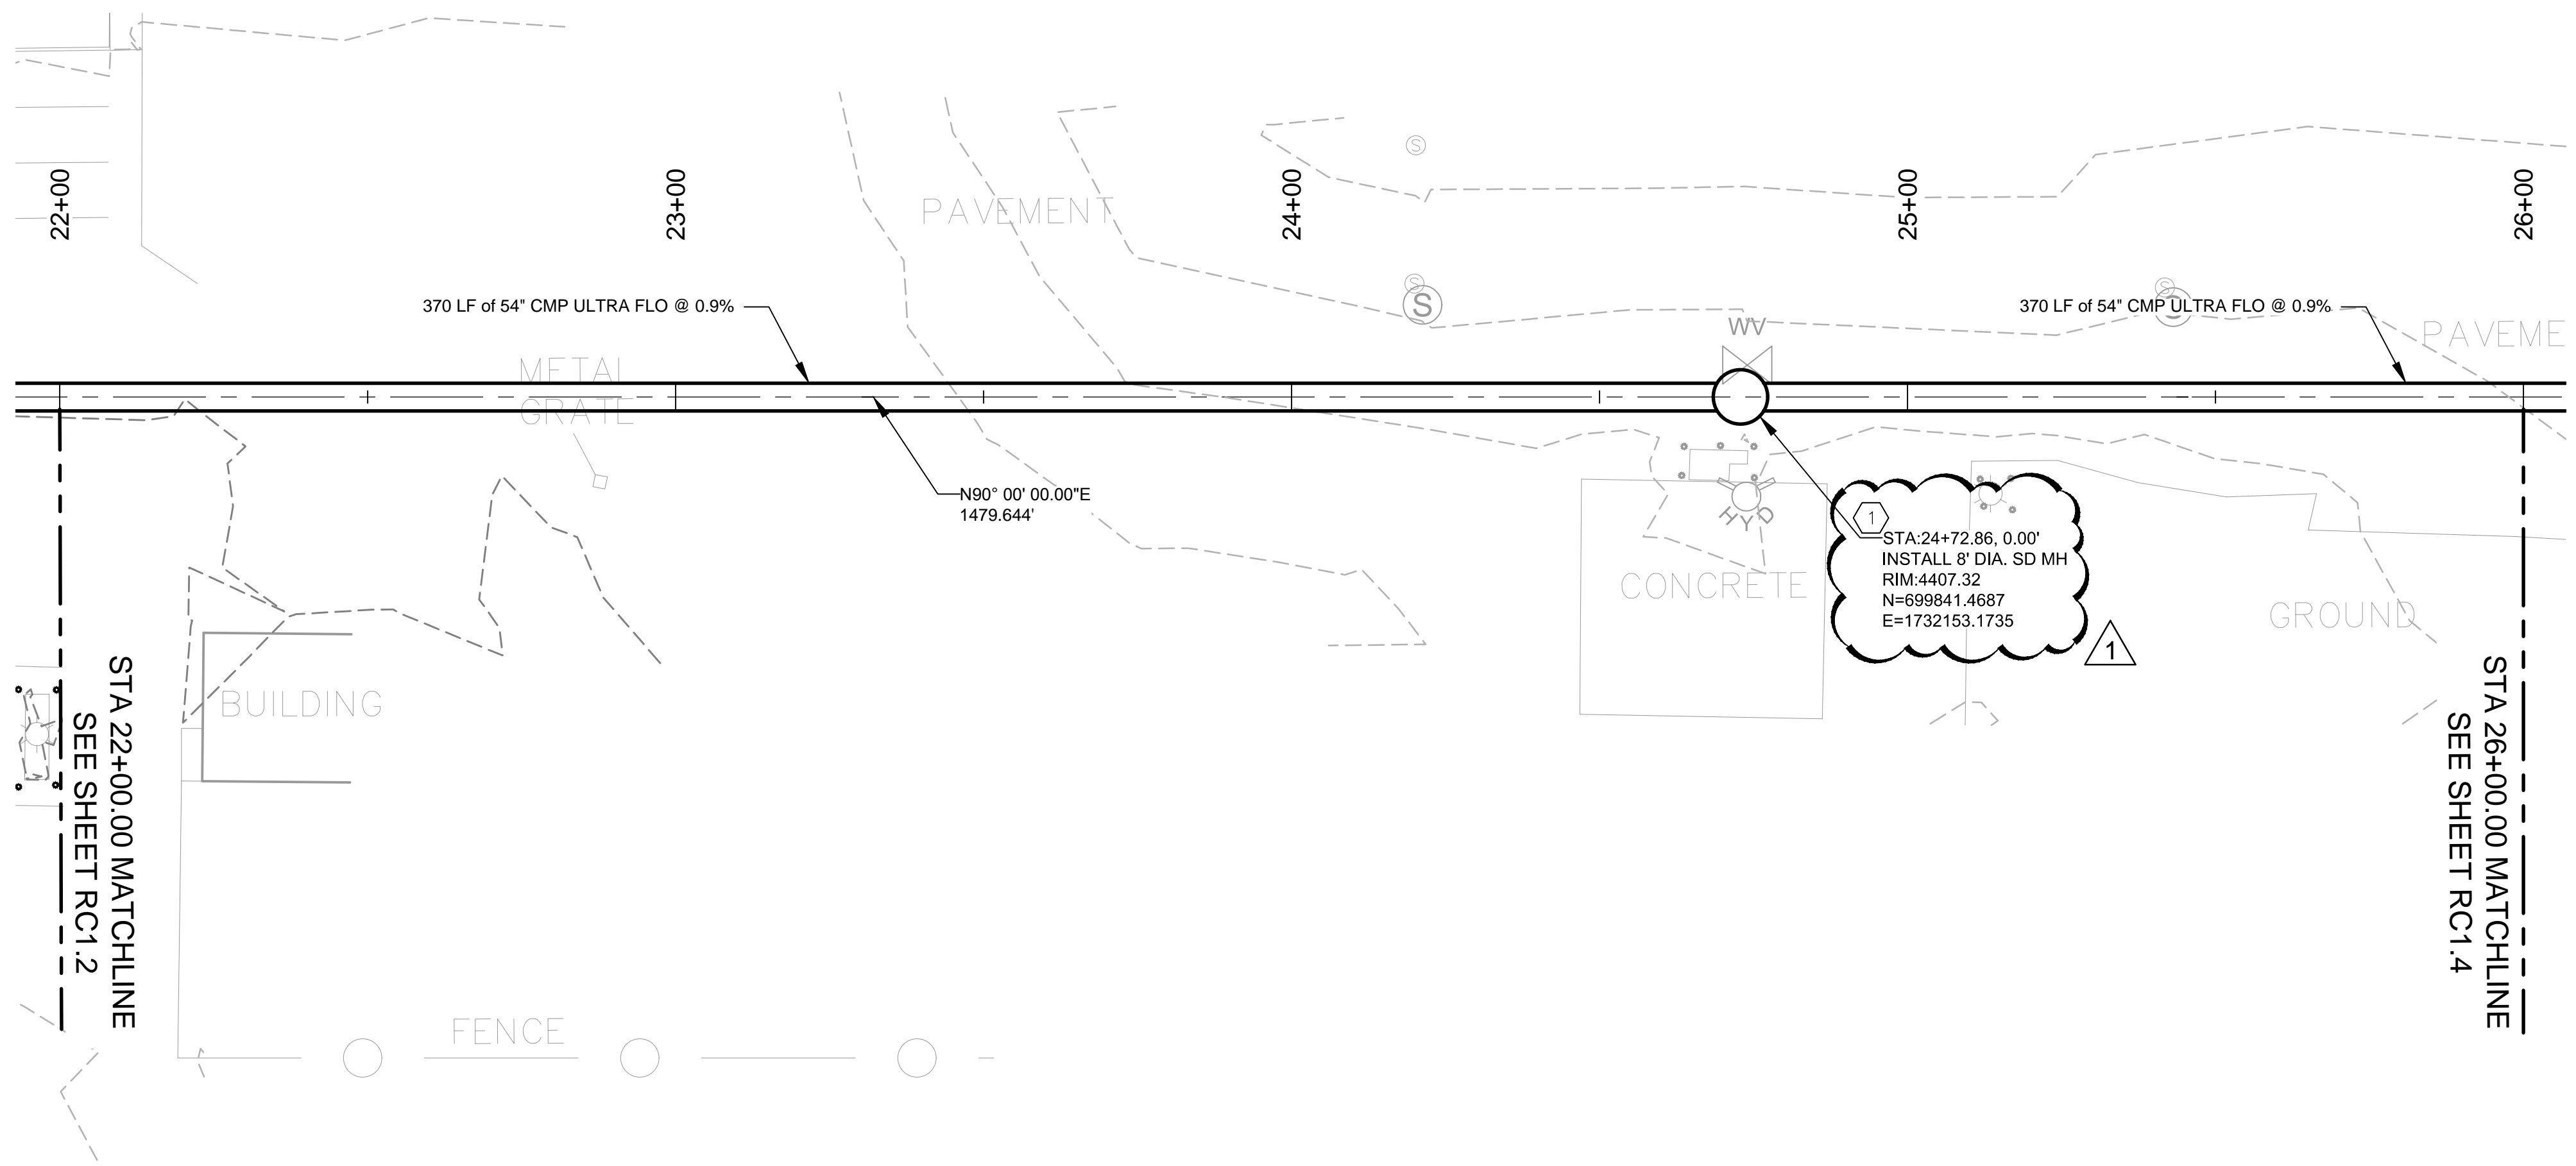 22+00
23+00
24+00
25+00
26+00
PAVEMENT
S
S
S
S
370 LF of 54" CMP ULTRA FLO @ 0.9%
370 LF of 54" CMP ULTRA FLO @ 0.9%
WV
PAVEME
METAL
GRATE
N90° 00' 00.00"E
1479.644'
HYD
1
STA:24+72.86, 0.00'
INSTALL 8' DIA. SD MH
RIM:4407.32
N=699841.4687
E=1732153.1735
1
CONCRETE
GROUND
BUILDING
STA 22+00.00 MATCHLINE
SEE SHEET RC1.2
STA 26+00.00 MATCHLINE
SEE SHEET RC1.4
FENCE